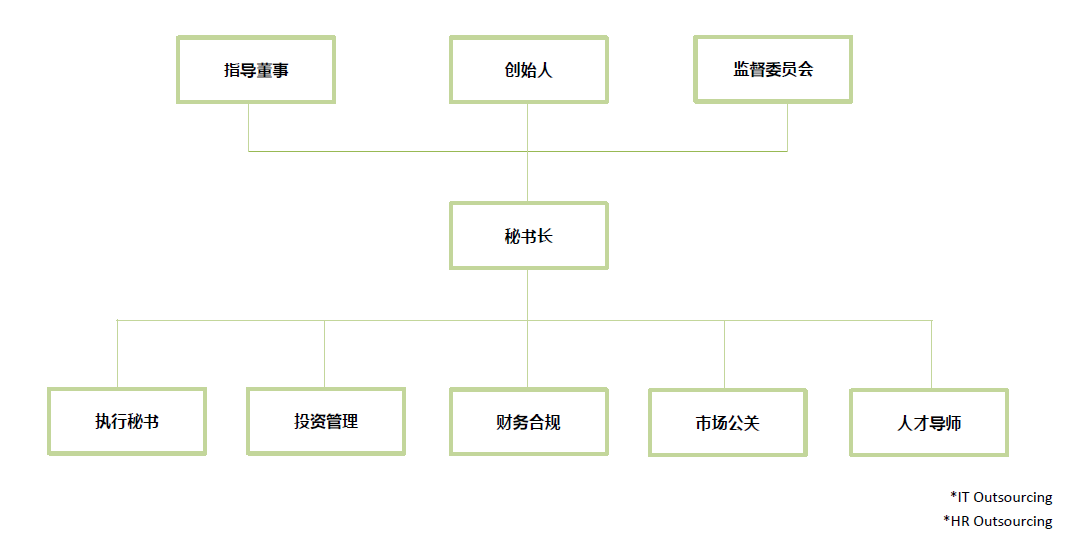 指导董事
创始人
监督委员会
秘书长
执行秘书
投资管理
财务合规
市场公关
人才导师
*IT Outsourcing
*HR Outsourcing